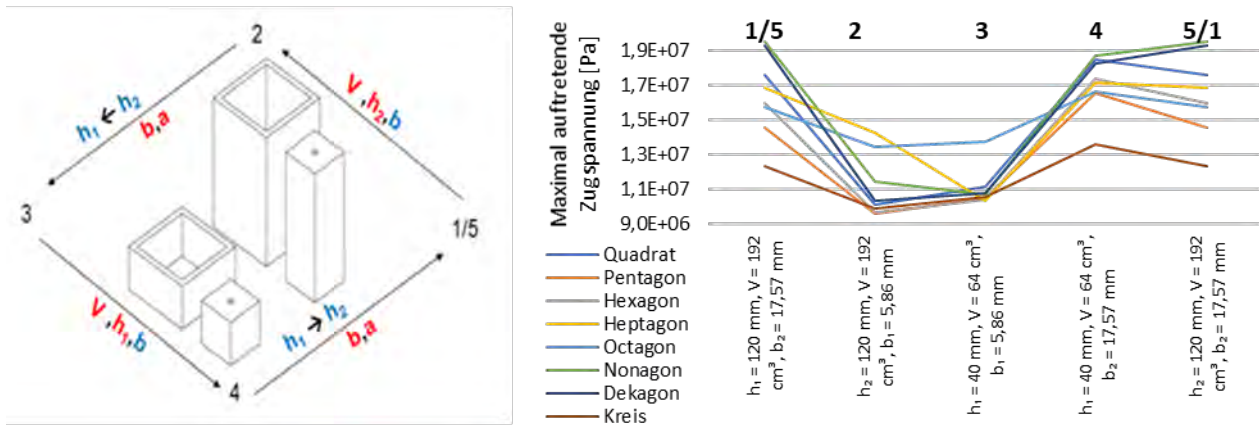 2
h₁ ← h₂
b,a
V,h₂,b
3
1/5
V,h₁,b
h₁ → h₂
b,a
4
Maximal auftretende
Zugspannung [Pa]
1/5 2 3 4 5/1
1,9E+07
1,7E+07
1,5E+07
1,3E+07
1,1E+07
9,0E+06
Quadrat
Pentagon
Hexagon
Heptagon
Octagon
Nonagon
Dekagon
Kreis
h₁ = 120 mm, V = 192
cm³, b₂ = 17,57 mm
h₂ = 120 mm, V = 192
cm³, b₁ = 5,86 mm
h₁ = 40 mm, V = 64 cm³,
b₁ = 5,86 mm
h₁ = 40 mm, V = 64 cm³,
b₂ = 17,57 mm
h₂ = 120 mm, V = 192
cm³, b₂ = 17,57 mm